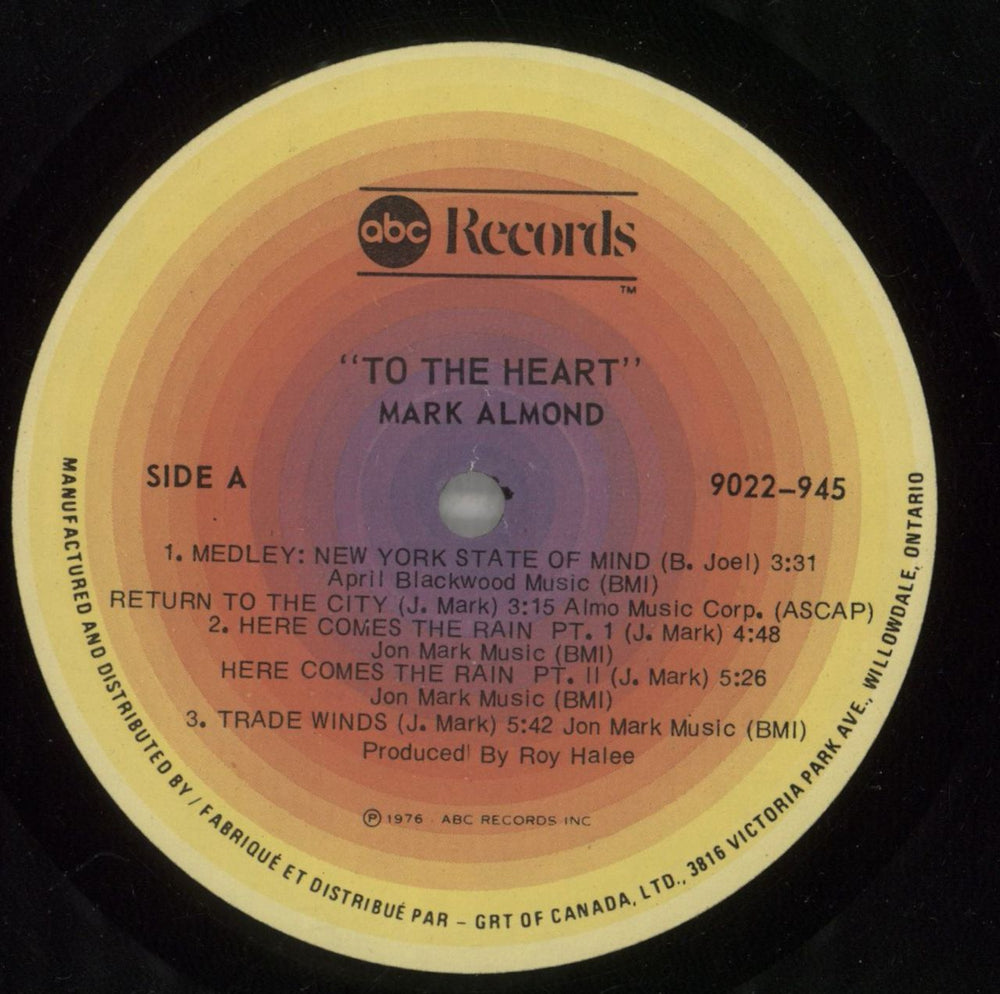 abc Records
TM
“TO THE HEART”
MARK ALMOND
SIDE A
9022–945
1. MEDLEY: NEW YORK STATE OF MIND (B. Joel) 3:31
April Blackwood Music (BMI)
RETURN TO THE CITY (J. Mark) 3:15 Almo Music Corp. (ASCAP)
2. HERE COMES THE RAIN PT. 1 (J. Mark) 4:48
Jon Mark Music (BMI)
HERE COMES THE RAIN PT. II (J. Mark) 5:26
Jon Mark Music (BMI)
3. TRADE WINDS (J. Mark) 5:42 Jon Mark Music (BMI)
Produced By Roy Halee
℗ 1976 · ABC RECORDS INC
MANUFACTURED AND DISTRIBUTED BY / FABRIQUÉ ET DISTRIBUÉ PAR – GRT OF CANADA, LTD., 3816 VICTORIA PARK AVE., WILLOWDALE, ONTARIO